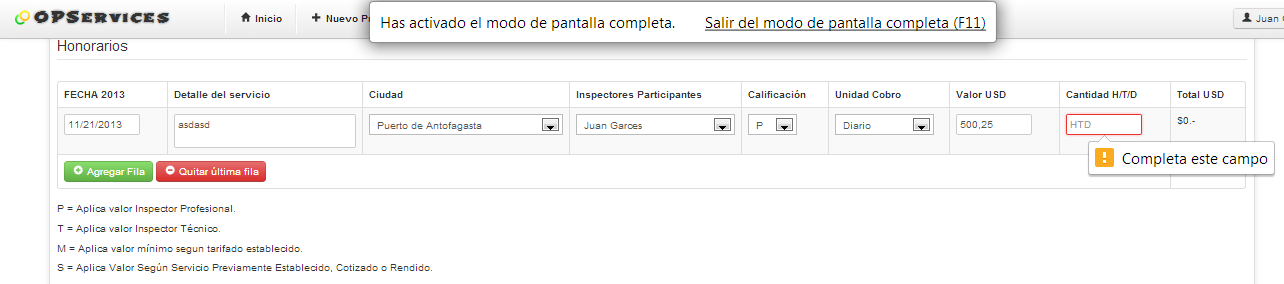 OPServices
Inicio
Nuevo P
Has activado el modo de pantalla completa. Salir del modo de pantalla completa (F11)
Juan
Honorarios
FECHA 2013 Detalle del servicio Ciudad Inspectores Participantes Calificación Unidad Cobro Valor USD Cantidad H/T/D Total USD
11/21/2013 asdasd Puerto de Antofagasta Juan Garces P Diario 500,25 HTD $0.-
Completa este campo
Agregar Fila Quitar última fila
P = Aplica valor Inspector Profesional.
T = Aplica valor Inspector Técnico.
M = Aplica valor mínimo segun tarifado establecido.
S = Aplica Valor Según Servicio Previamente Establecido, Cotizado o Rendido.